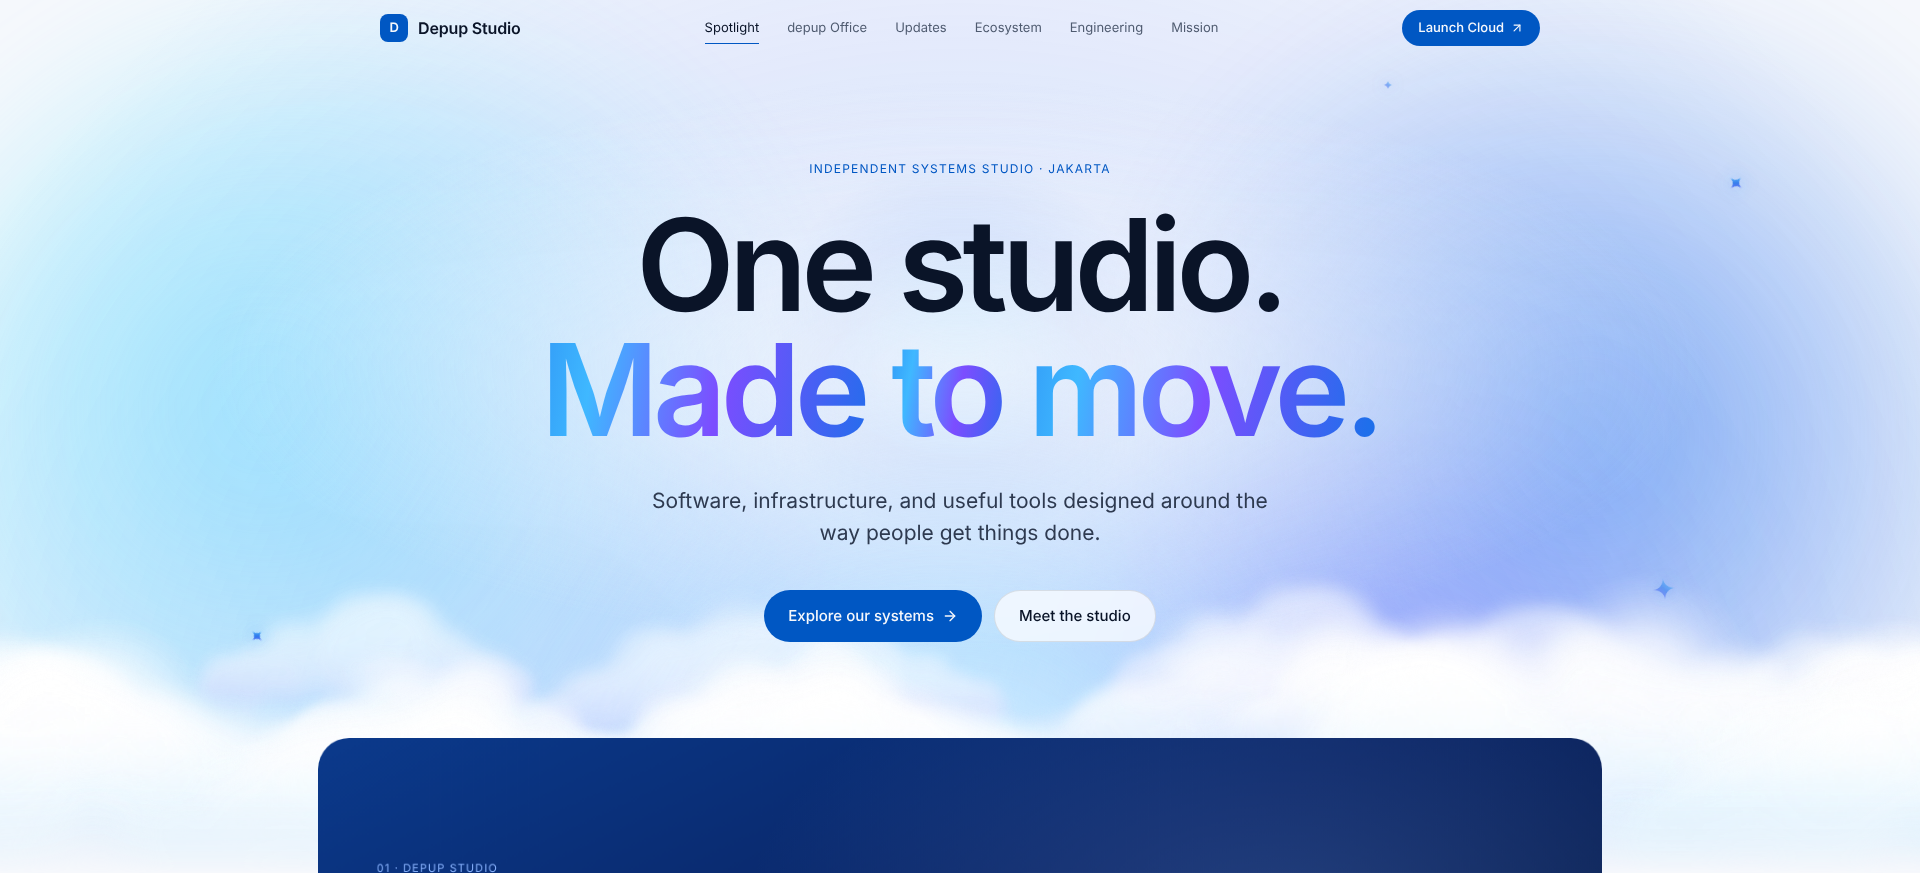 D
Depup Studio
Spotlight
depup Office
Updates
Ecosystem
Engineering
Mission
Launch Cloud
INDEPENDENT SYSTEMS STUDIO · JAKARTA
One studio.
Made to move.
Software, infrastructure, and useful tools designed around the
way people get things done.
Explore our systems
Meet the studio
01 · DEPUP STUDIO